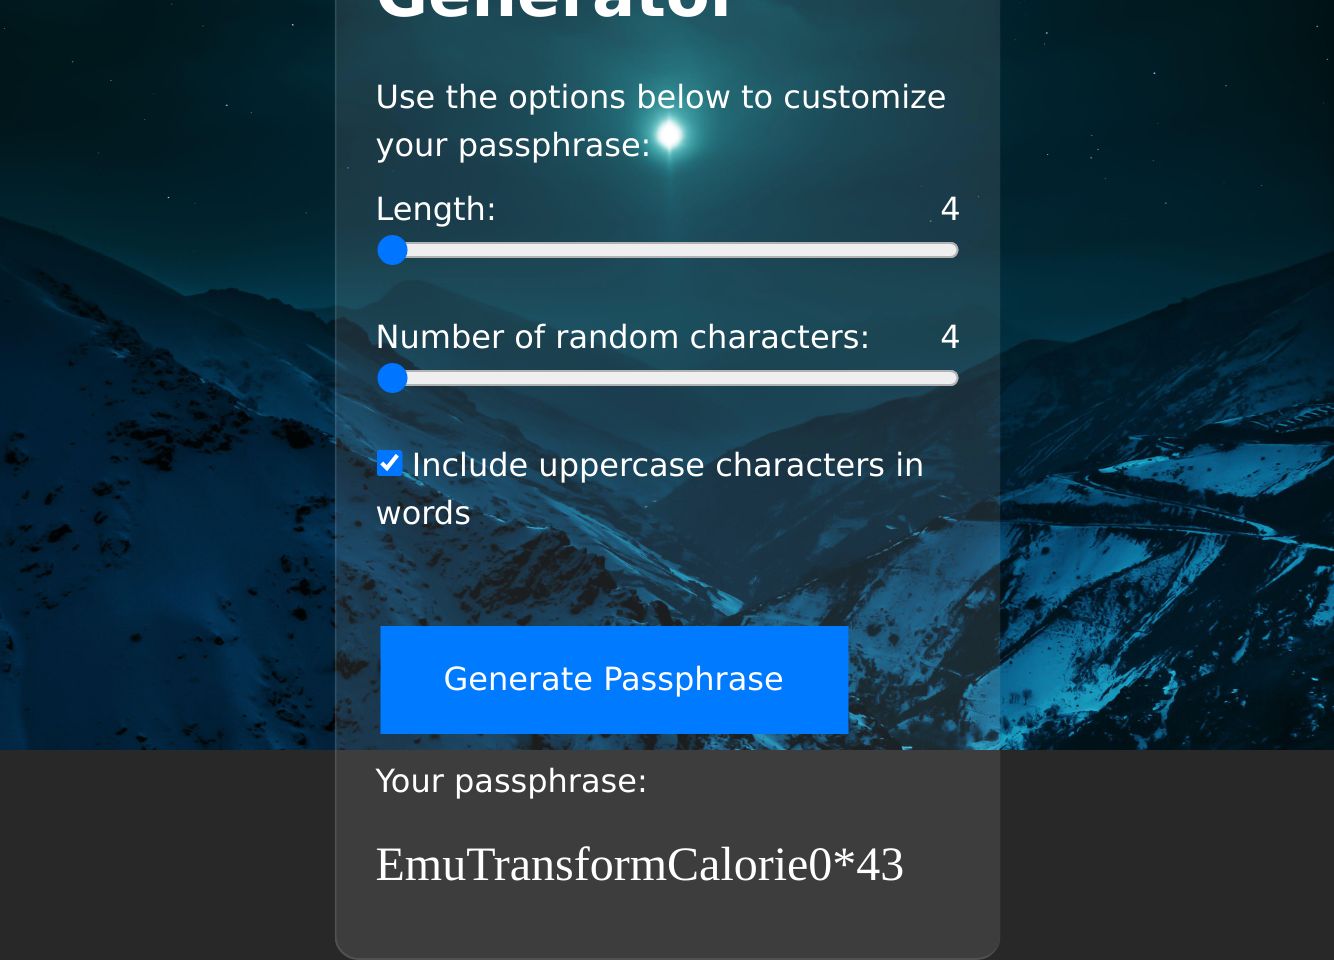 Generator
Use the options below to customize
your passphrase:
Length: 4
Number of random characters: 4
Include uppercase characters in
words
Generate Passphrase
Your passphrase:
EmuTransformCalorie0*43